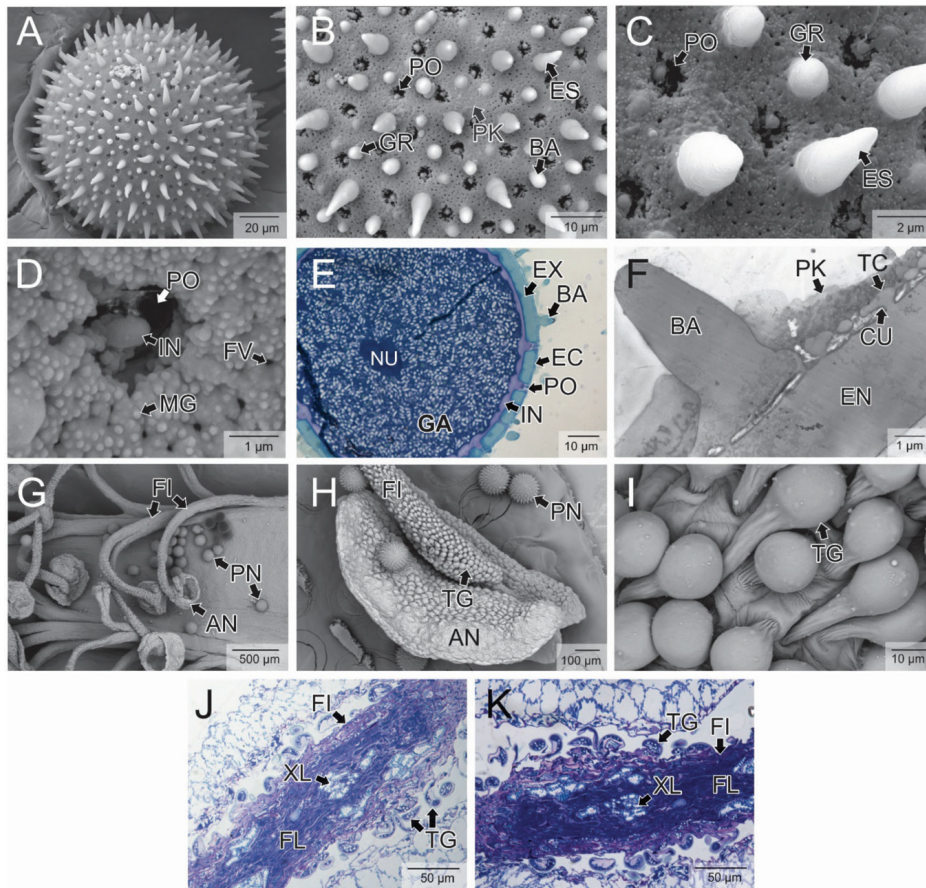 A
20 µm
B
PO
ES
PK
GR
BA
10 µm
C
PO
GR
ES
2 µm
D
PO
IN
FV
MG
1 µm
E
EX
BA
NU
EC
PO
GA
IN
10 µm
F
PK
TC
BA
CU
EN
1 µm
G
FI
PN
AN
500 µm
H
FI
PN
TG
AN
100 µm
I
TG
10 µm
J
FI
XL
FL
TG
50 µm
K
TG
FI
XL
FL
50 µm